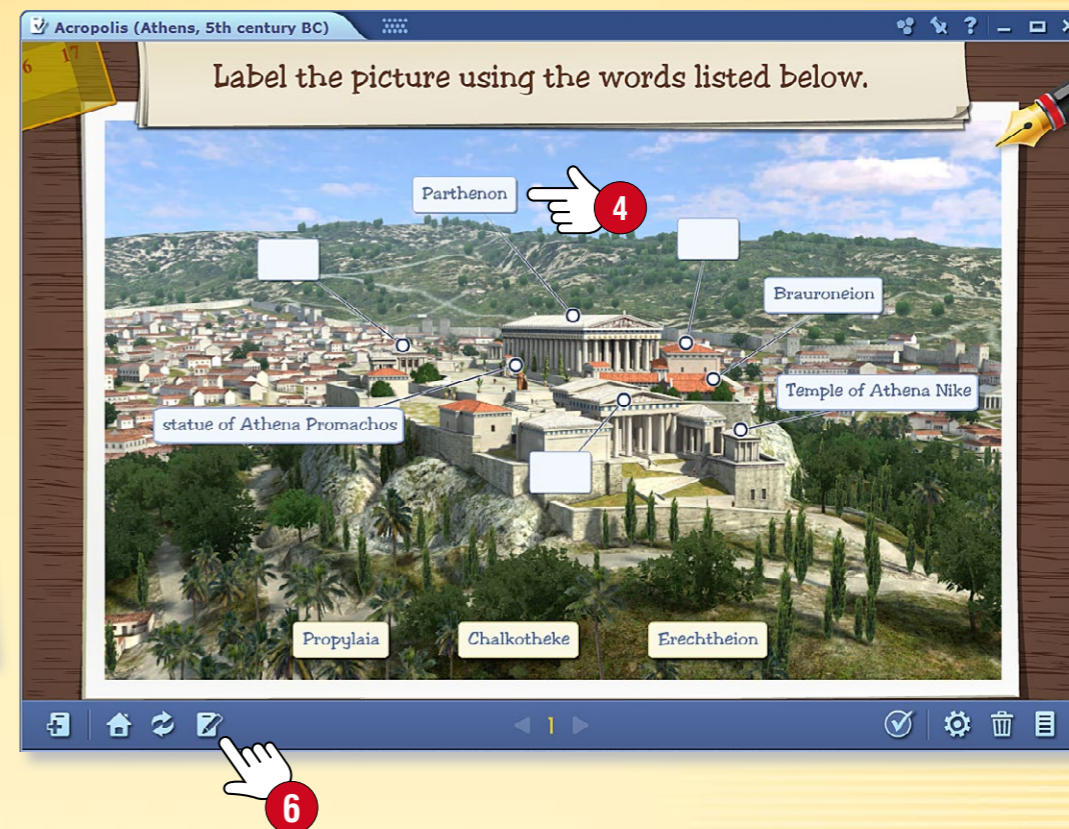 Acropolis (Athens, 5th century BC)
?
6 17
Label the picture using the words listed below.
Parthenon
4
Brauroneion
Temple of Athena Nike
statue of Athena Promachos
Propylaia
Chalkotheke
Erechtheion
1
6